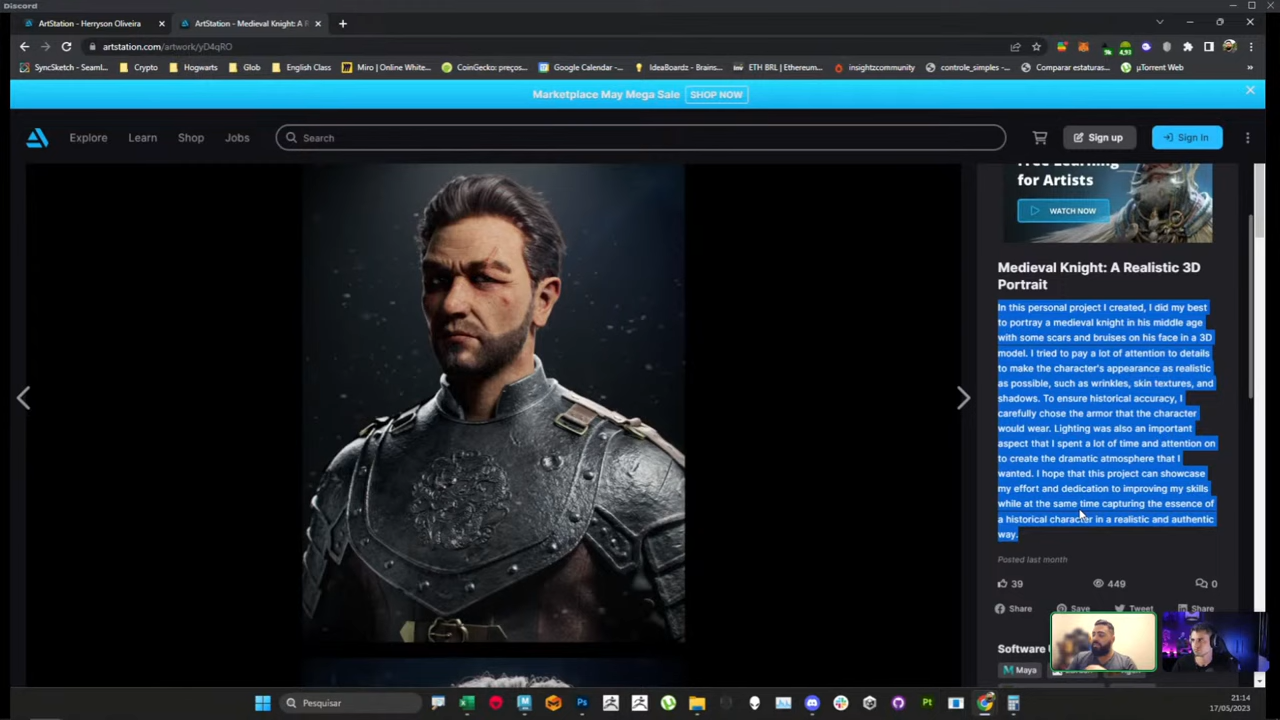 Discord
ArtStation - Herryson Oliveira
ArtStation - Medieval Knight: A R
artstation.com/artwork/yD4qRO
SyncSketch - Seaml...
Crypto
Hogwarts
Glob
English Class
Miro | Online White...
CoinGecko: preços...
Google Calendar -...
IdeaBoardz - Brains...
ETH BRL | Ethereum...
insightzcommunity
controle_simples -...
Comparar estaturas...
µTorrent Web
Marketplace May Mega Sale SHOP NOW
Explore
Learn
Shop
Jobs
Search
Sign up
Sign In
for Artists
WATCH NOW
Medieval Knight: A Realistic 3D
Portrait
In this personal project I created, I did my best
to portray a medieval knight in his middle age
with some scars and bruises on his face in a 3D
model. I tried to pay a lot of attention to details
to make the character's appearance as realistic
as possible, such as wrinkles, skin textures, and
shadows. To ensure historical accuracy, I
carefully chose the armor that the character
would wear. Lighting was also an important
aspect that I spent a lot of time and attention on
to create the dramatic atmosphere that I
wanted. I hope that this project can showcase
my effort and dedication to improving my skills
while at the same time capturing the essence of
a historical character in a realistic and authentic
way.
Posted last month
39
449
0
Share
Save
Tweet
Share
Software
Maya
Pesquisar
21:14
17/05/2023